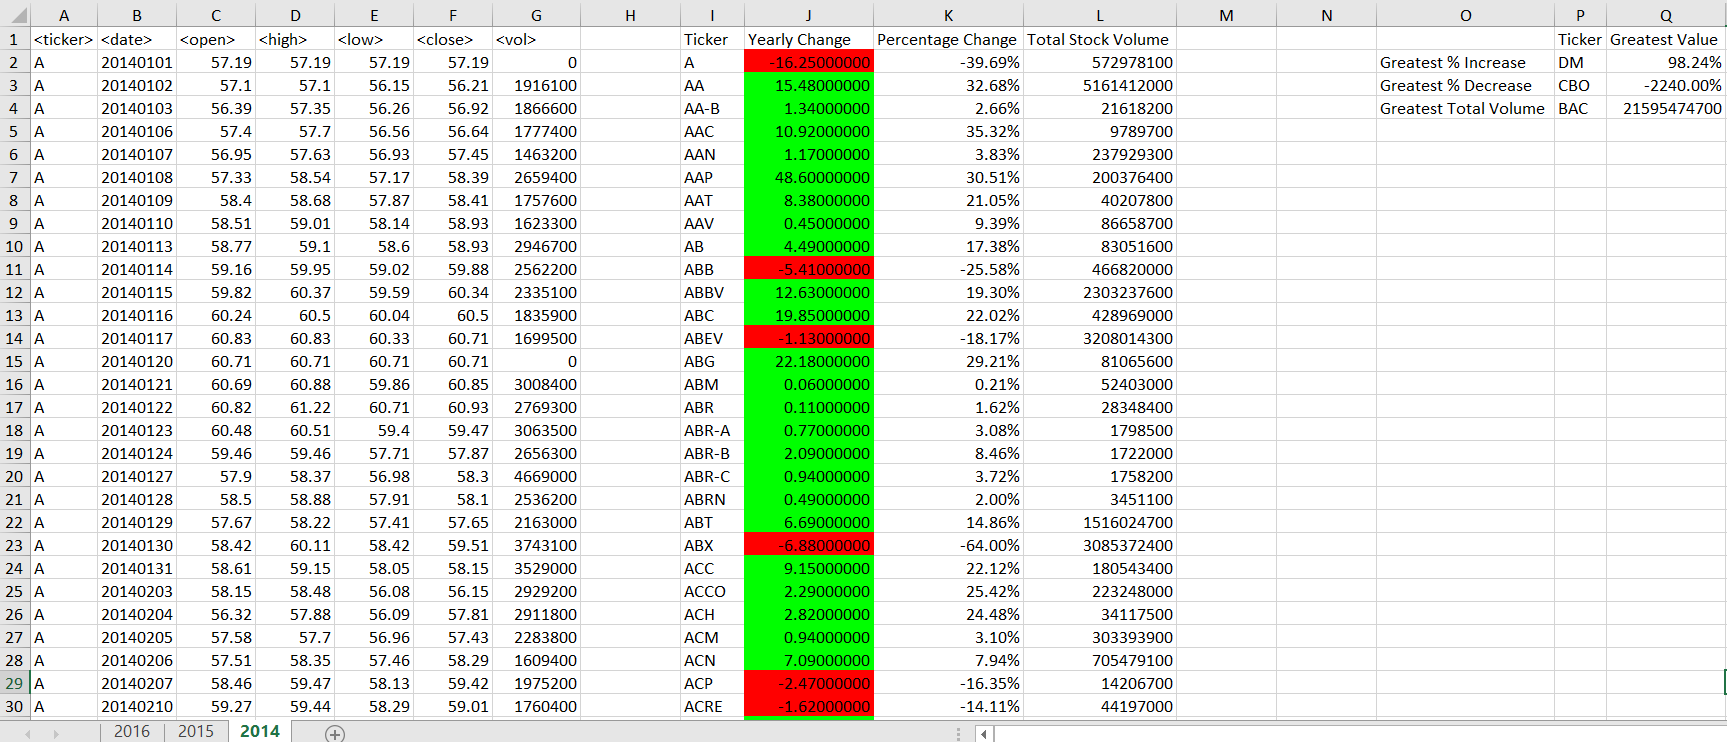 A B C D E F G H I J K L M N O P Q
1 <ticker> <date> <open> <high> <low> <close> <vol> Ticker Yearly Change Percentage Change Total Stock Volume Ticker Greatest Value
2 A 20140101 57.19 57.19 57.19 57.19 0 A -16.25000000 -39.69% 572978100 Greatest % Increase DM 98.24%
3 A 20140102 57.1 57.1 56.15 56.21 1916100 AA 15.48000000 32.68% 5161412000 Greatest % Decrease CBO -2240.00%
4 A 20140103 56.39 57.35 56.26 56.92 1866600 AA-B 1.34000000 2.66% 21618200 Greatest Total Volume BAC 21595474700
5 A 20140106 57.4 57.7 56.56 56.64 1777400 AAC 10.92000000 35.32% 9789700
6 A 20140107 56.95 57.63 56.93 57.45 1463200 AAN 1.17000000 3.83% 237929300
7 A 20140108 57.33 58.54 57.17 58.39 2659400 AAP 48.60000000 30.51% 200376400
8 A 20140109 58.4 58.68 57.87 58.41 1757600 AAT 8.38000000 21.05% 40207800
9 A 20140110 58.51 59.01 58.14 58.93 1623300 AAV 0.45000000 9.39% 86658700
10 A 20140113 58.77 59.1 58.6 58.93 2946700 AB 4.49000000 17.38% 83051600
11 A 20140114 59.16 59.95 59.02 59.88 2562200 ABB -5.41000000 -25.58% 466820000
12 A 20140115 59.82 60.37 59.59 60.34 2335100 ABBV 12.63000000 19.30% 2303237600
13 A 20140116 60.24 60.5 60.04 60.5 1835900 ABC 19.85000000 22.02% 428969000
14 A 20140117 60.83 60.83 60.33 60.71 1699500 ABEV -1.13000000 -18.17% 3208014300
15 A 20140120 60.71 60.71 60.71 60.71 0 ABG 22.18000000 29.21% 81065600
16 A 20140121 60.69 60.88 59.86 60.85 3008400 ABM 0.06000000 0.21% 52403000
17 A 20140122 60.82 61.22 60.71 60.93 2769300 ABR 0.11000000 1.62% 28348400
18 A 20140123 60.48 60.51 59.4 59.47 3063500 ABR-A 0.77000000 3.08% 1798500
19 A 20140124 59.46 59.46 57.71 57.87 2656300 ABR-B 2.09000000 8.46% 1722000
20 A 20140127 57.9 58.37 56.98 58.3 4669000 ABR-C 0.94000000 3.72% 1758200
21 A 20140128 58.5 58.88 57.91 58.1 2536200 ABRN 0.49000000 2.00% 3451100
22 A 20140129 57.67 58.22 57.41 57.65 2163000 ABT 6.69000000 14.86% 1516024700
23 A 20140130 58.42 60.11 58.42 59.51 3743100 ABX -6.88000000 -64.00% 3085372400
24 A 20140131 58.61 59.15 58.05 58.15 3529000 ACC 9.15000000 22.12% 180543400
25 A 20140203 58.15 58.48 56.08 56.15 2929200 ACCO 2.29000000 25.42% 223248000
26 A 20140204 56.32 57.88 56.09 57.81 2911800 ACH 2.82000000 24.48% 34117500
27 A 20140205 57.58 57.7 56.96 57.43 2283800 ACM 0.94000000 3.10% 303393900
28 A 20140206 57.51 58.35 57.46 58.29 1609400 ACN 7.09000000 7.94% 705479100
29 A 20140207 58.46 59.47 58.13 59.42 1975200 ACP -2.47000000 -16.35% 14206700
30 A 20140210 59.27 59.44 58.29 59.01 1760400 ACRE -1.62000000 -14.11% 44197000
2016 2015 2014